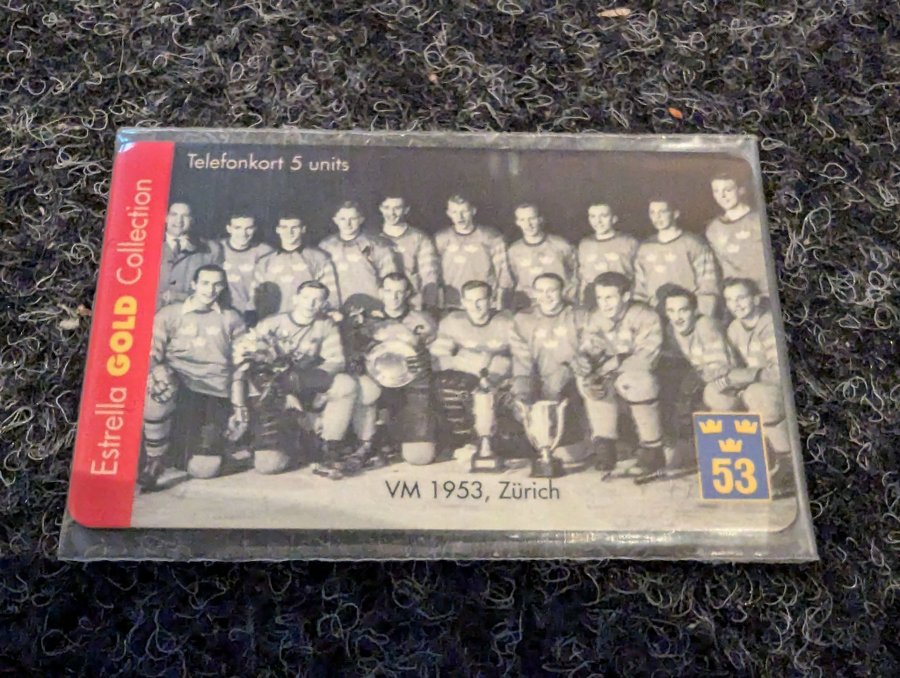 Telefonkort 5 units
Estrella GOLD Collection
VM 1953, Zürich
53